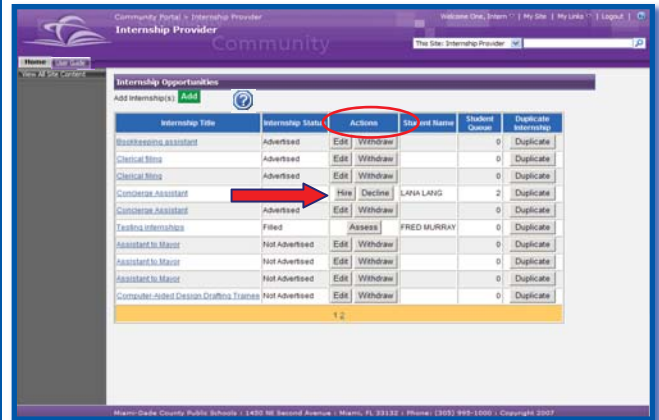 Community Portal > Internship Provider
Welcome One, Intern | My Site | My Links | Logout |
Internship Provider
Community
This Site: Internship Provider
Home User Guide
View All Site Content
Internship Opportunities
Add Internship(s): Add ?
Internship Title Internship Status Actions Student Name Student Queue Duplicate Internship
Bookkeeping assistant Advertised Edit Withdraw 0 Duplicate
Clerical filing Advertised Edit Withdraw 0 Duplicate
Clerical filing Advertised Edit Withdraw 0 Duplicate
Concierge Assistant Hire Decline LANA LANG 2 Duplicate
Concierge Assistant Advertised Edit Withdraw 0 Duplicate
Testing internships Filled Assess FRED MURRAY 0 Duplicate
Assistant to Mayor Not Advertised Edit Withdraw 0 Duplicate
Assistant to Mayor Not Advertised Edit Withdraw 0 Duplicate
Assistant to Mayor Not Advertised Edit Withdraw 0 Duplicate
Computer-Aided Design Drafting Trainee Not Advertised Edit Withdraw 0 Duplicate
1 2
Miami-Dade County Public Schools : 1450 NE Second Avenue : Miami, FL 33132 : Phone: (305) 995-1000 : Copyright 2007